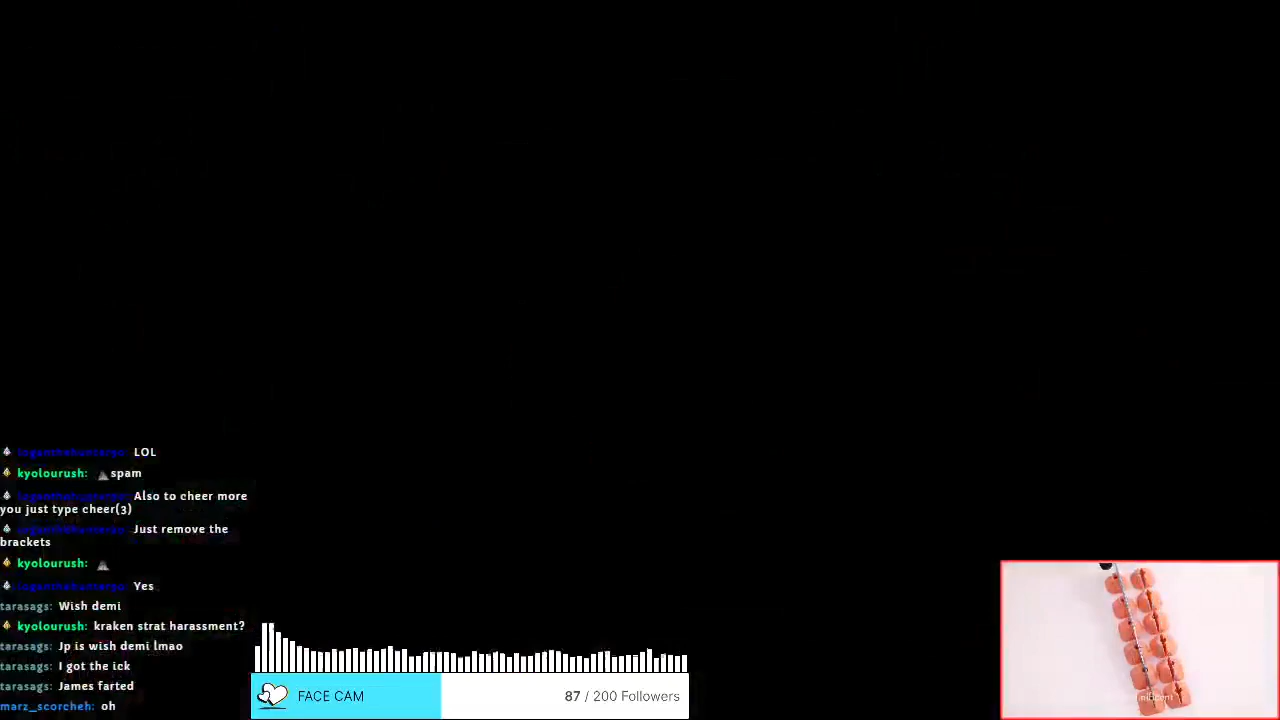 LOL
kyolourush: spam
Also to cheer more
you just type cheer(3)
Just remove the
brackets
kyolourush:
Yes
tarasags: Wish demi
kyolourush: kraken strat harassment?
tarasags: Jp is wish demi lmao
tarasags: I got the ick
tarasags: James farted
marz_scorcheh: oh
FACE CAM
87 / 200 Followers